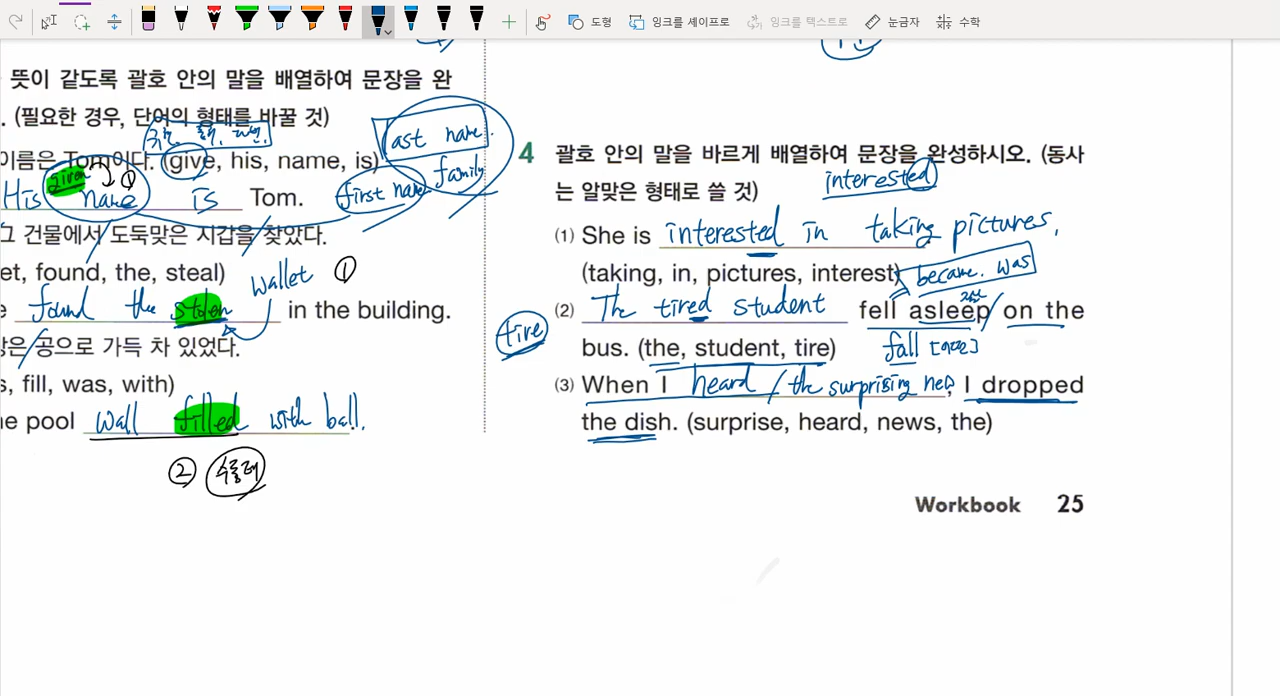 도형 잉크를 셰이프로 잉크를 텍스트로 눈금자 수학
뜻이 같도록 괄호 안의 말을 배열하여 문장을 완
. (필요한 경우, 단어의 형태를 바꿀 것)
이름은 Tom이다. (give, his, name, is)
last name.
family
first name
His given name is Tom.
①
그 건물에서 도둑맞은 지갑을 찾았다.
et, found, the, steal)
wallet ①
e found the stolen in the building.
은 공으로 가득 차 있었다.
s, fill, was, with)
e pool wall filled with ball.
② 수동태
4 괄호 안의 말을 바르게 배열하여 문장을 완성하시오. (동사
는 알맞은 형태로 쓸 것)
interested
(1) She is interested in taking pictures.
(taking, in, pictures, interest)
became. was
(2) The tired student fell asleep on the
tire
bus. (the, student, tire)
fall
(3) When I heard / the surprising new, I dropped
the dish. (surprise, heard, news, the)
Workbook 25